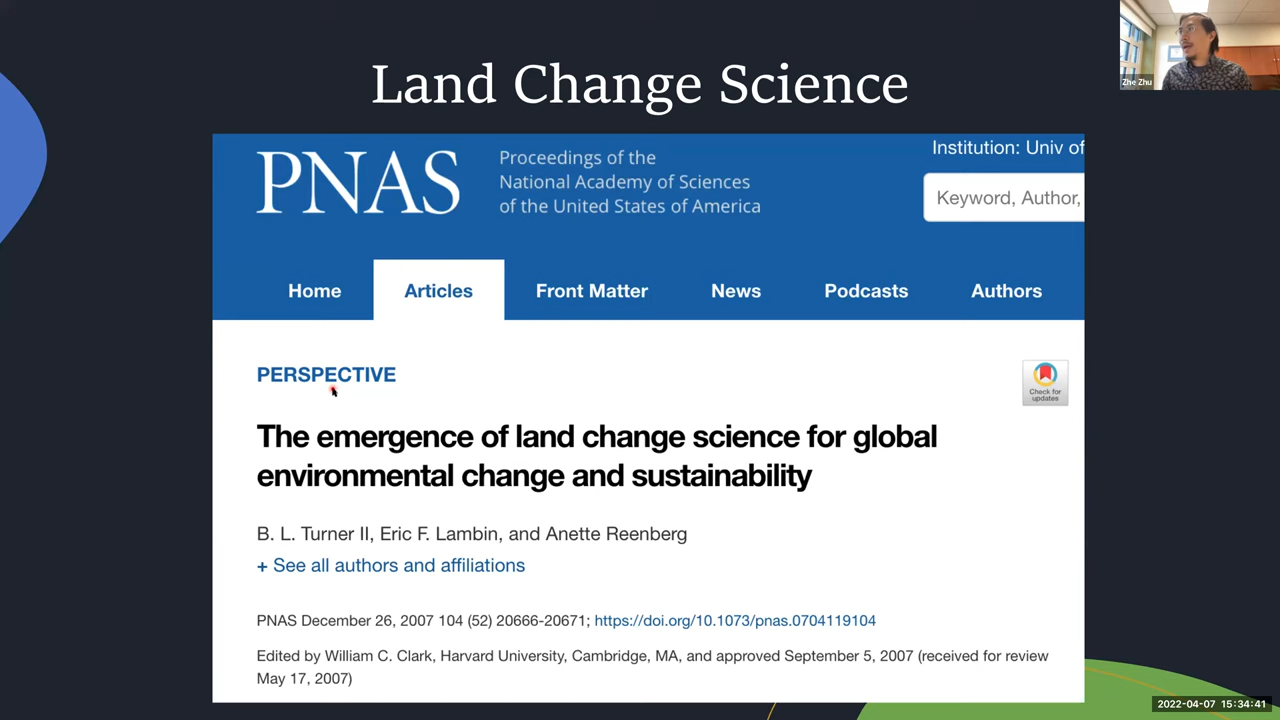 Land Change Science
Zhe Zhu
PNAS
Proceedings of the
National Academy of Sciences
of the United States of America
Institution: Univ of
Keyword, Author,
Home Articles Front Matter News Podcasts Authors
PERSPECTIVE
Check for
updates
The emergence of land change science for global
environmental change and sustainability
B. L. Turner II, Eric F. Lambin, and Anette Reenberg
+ See all authors and affiliations
PNAS December 26, 2007 104 (52) 20666-20671; https://doi.org/10.1073/pnas.0704119104
Edited by William C. Clark, Harvard University, Cambridge, MA, and approved September 5, 2007 (received for review
May 17, 2007)
2022-04-07 15:34:41